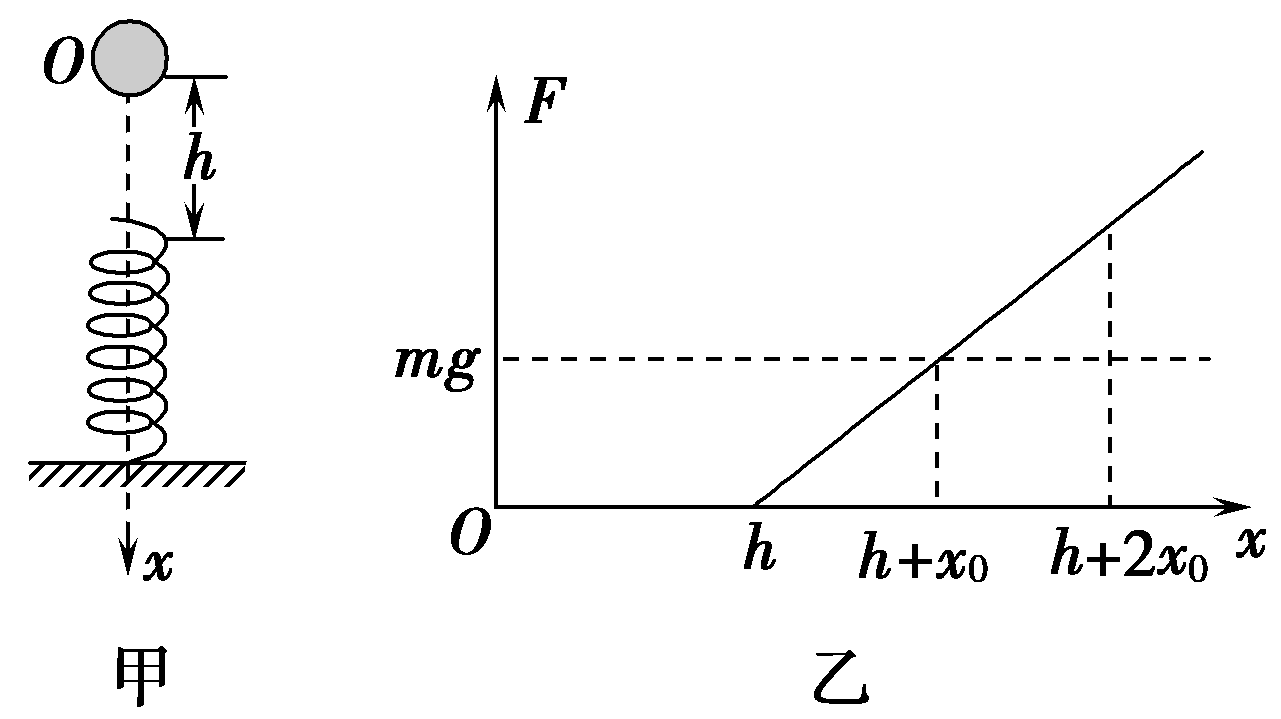 O
h
x
甲
F
mg
O
h
h+x₀
h+2x₀
x
乙